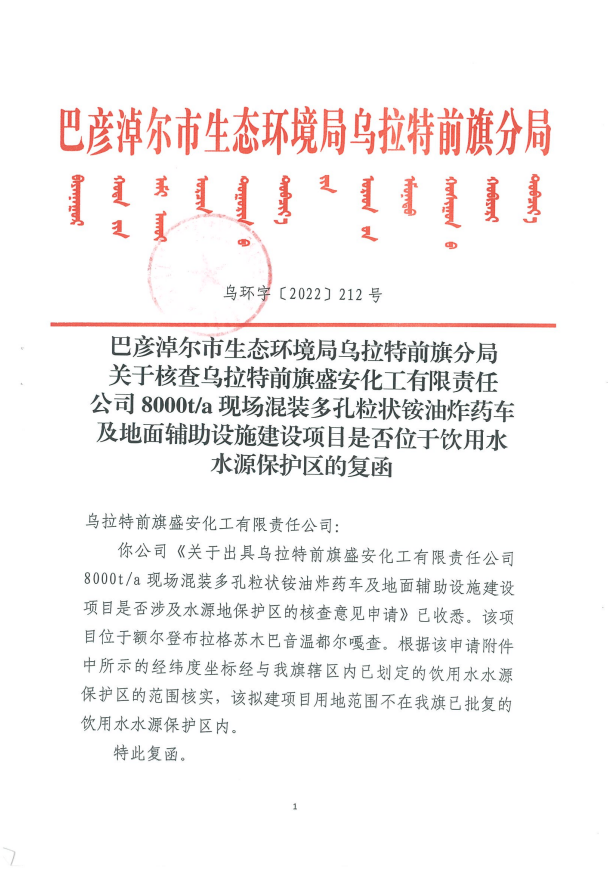 巴彦淖尔市生态环境局乌拉特前旗分局
乌环字〔2022〕212 号
巴彦淖尔市生态环境局乌拉特前旗分局
关于核查乌拉特前旗盛安化工有限责任
公司 8000t/a 现场混装多孔粒状铵油炸药车
及地面辅助设施建设项目是否位于饮用水
水源保护区的复函
乌拉特前旗盛安化工有限责任公司：
你公司《关于出具乌拉特前旗盛安化工有限责任公司
8000t/a 现场混装多孔粒状铵油炸药车及地面辅助设施建设
项目是否涉及水源地保护区的核查意见申请》已收悉。该项
目位于额尔登布拉格苏木巴音温都尔嘎查。根据该申请附件
中所示的经纬度坐标经与我旗辖区内已划定的饮用水水源
保护区的范围核实，该拟建项目用地范围不在我旗已批复的
饮用水水源保护区内。
特此复函。
1